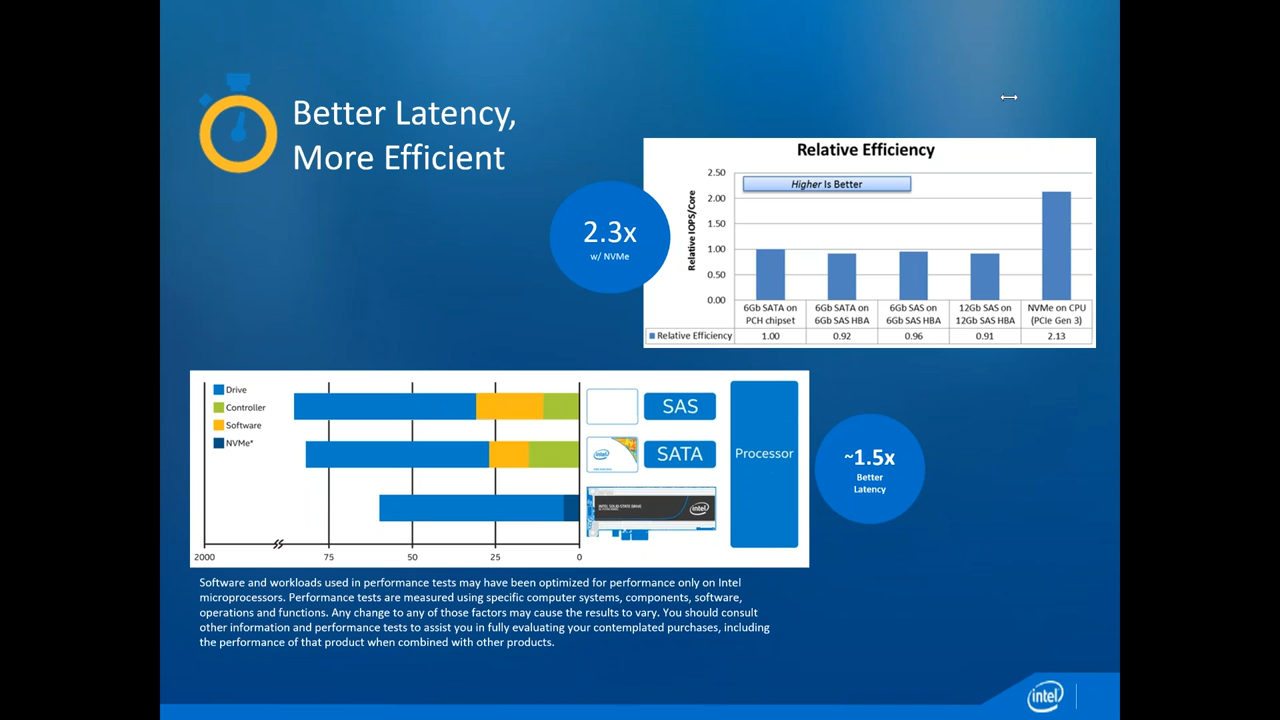 Better Latency,
More Efficient
2.3x
w/ NVMe
Relative Efficiency
Higher Is Better
Relative IOPS/Core
2.50
2.00
1.50
1.00
0.50
0.00
6Gb SATA on PCH chipset
6Gb SATA on 6Gb SAS HBA
6Gb SAS on 6Gb SAS HBA
12Gb SAS on 12Gb SAS HBA
NVMe on CPU (PCIe Gen 3)
Relative Efficiency 1.00 0.92 0.96 0.91 2.13
Drive
Controller
Software
NVMe*
SAS
SATA
intel
INTEL SOLID STATE DRIVE
intel
Processor
2000 75 50 25 0
~1.5x
Better
Latency
Software and workloads used in performance tests may have been optimized for performance only on Intel
microprocessors. Performance tests are measured using specific computer systems, components, software,
operations and functions. Any change to any of those factors may cause the results to vary. You should consult
other information and performance tests to assist you in fully evaluating your contemplated purchases, including
the performance of that product when combined with other products.
intel